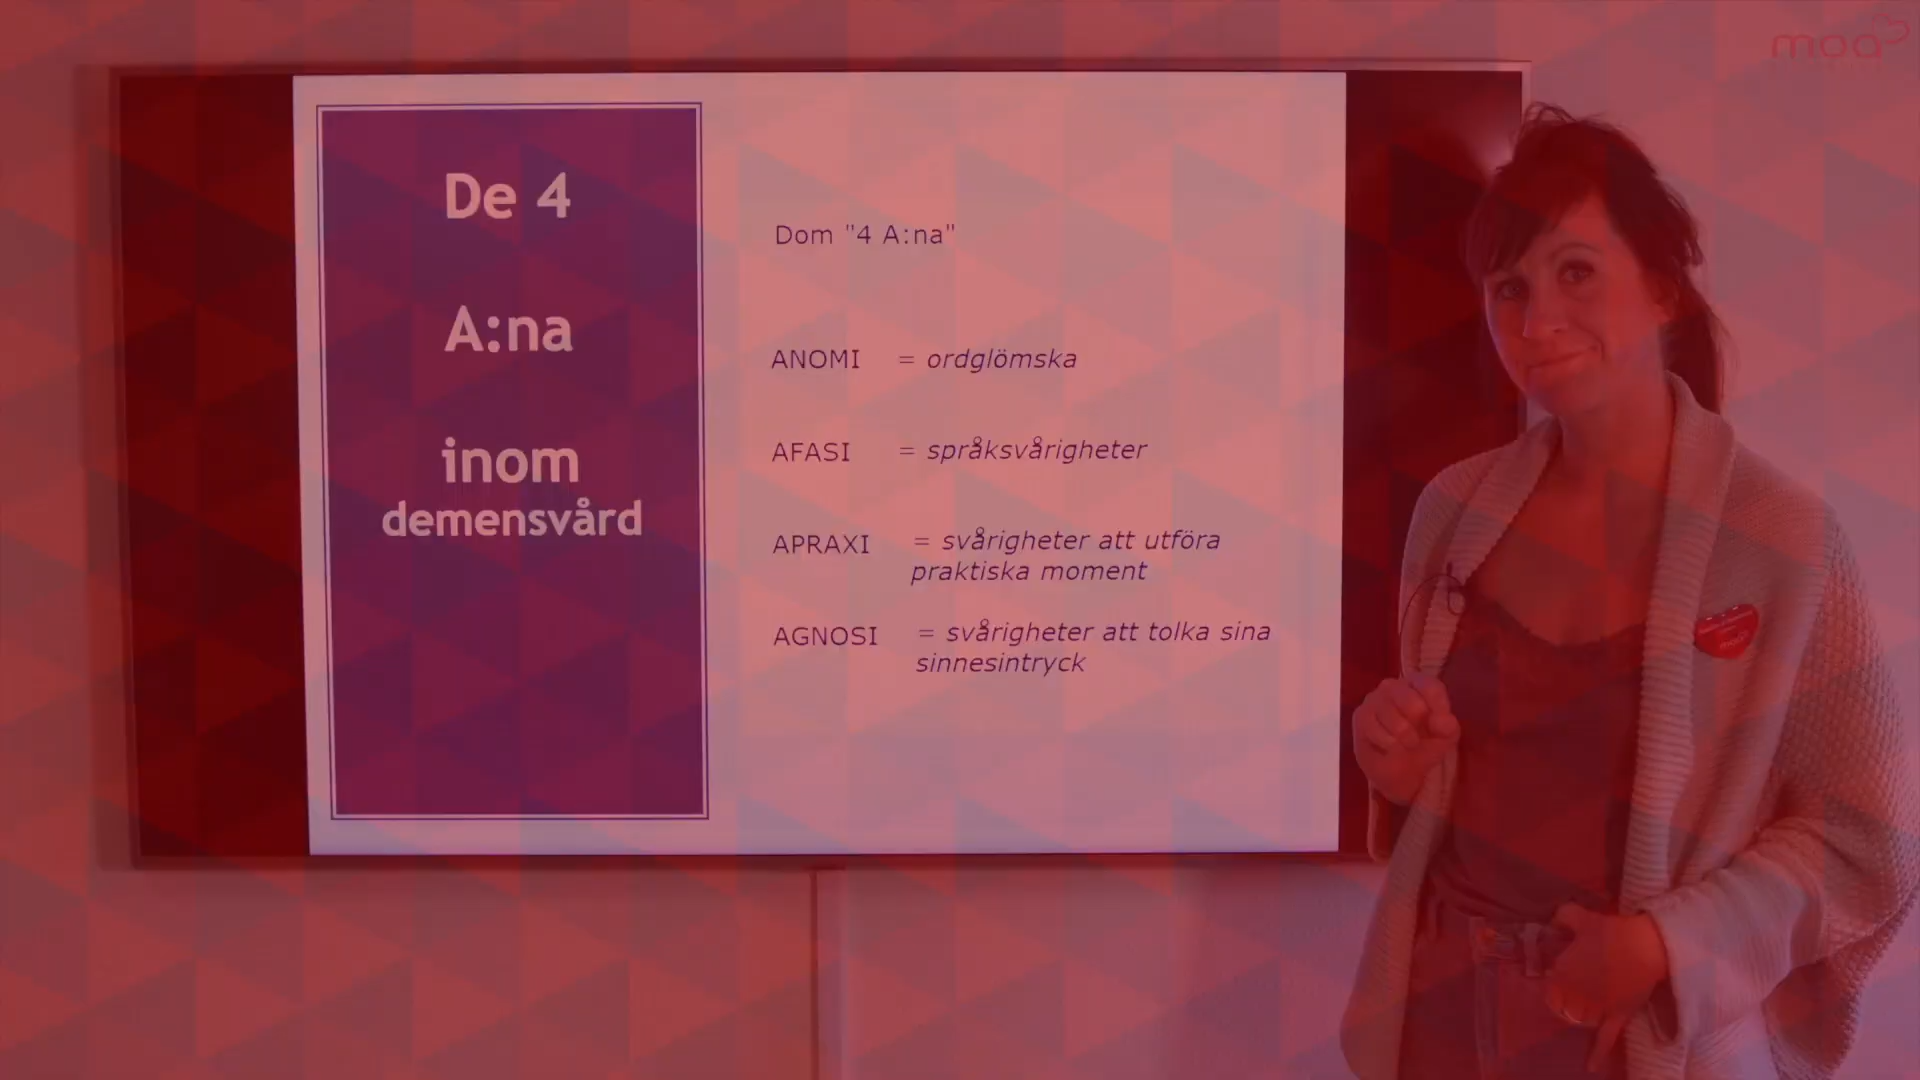 moa
De 4
A:na
inom
demensvård
Dom "4 A:na"
ANOMI = ordglömska
AFASI = språksvårigheter
APRAXI = svårigheter att utföra
praktiska moment
AGNOSI = svårigheter att tolka sina
sinnesintryck
moa